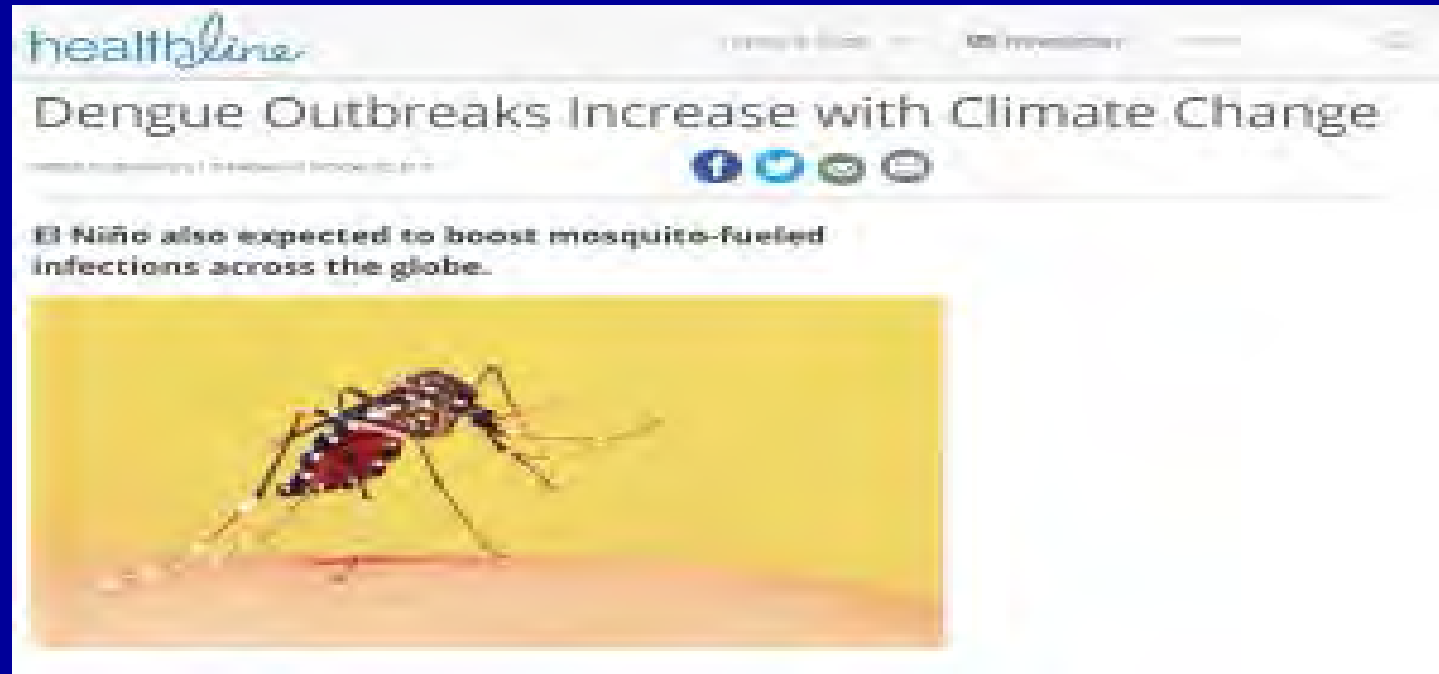 healthline
Dengue Outbreaks Increase with Climate Change
El Niño also expected to boost mosquito-fueled
infections across the globe.